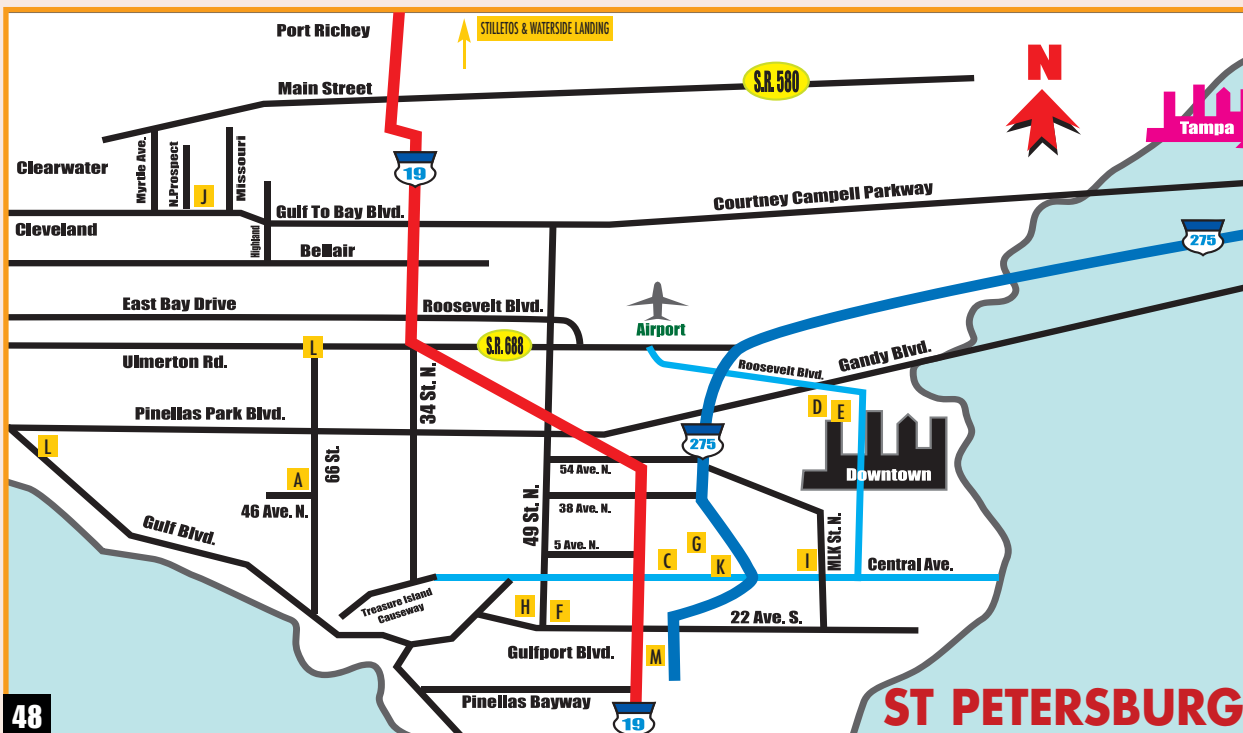 Port Richey
STILLETOS & WATERSIDE LANDING
Main Street
S.R. 580
N
Tampa
Clearwater
Myrtle Ave.
N.Prospect
Missouri
J
19
Courtney Campell Parkway
Gulf To Bay Blvd.
Cleveland
Highland
Bellair
275
East Bay Drive
Roosevelt Blvd.
Airport
L
S.R. 688
Ulmerton Rd.
Roosevelt Blvd.
Gandy Blvd.
34 St. N.
Pinellas Park Blvd.
D
E
L
275
66 St.
A
54 Ave. N.
Downtown
46 Ave. N.
49 St. N.
38 Ave. N.
Gulf Blvd.
5 Ave. N.
G
C
K
I
MLK St. N.
Central Ave.
Treasure Island
Causeway
H
F
22 Ave. S.
Gulfport Blvd.
M
Pinellas Bayway
19
48
ST PETERSBURG